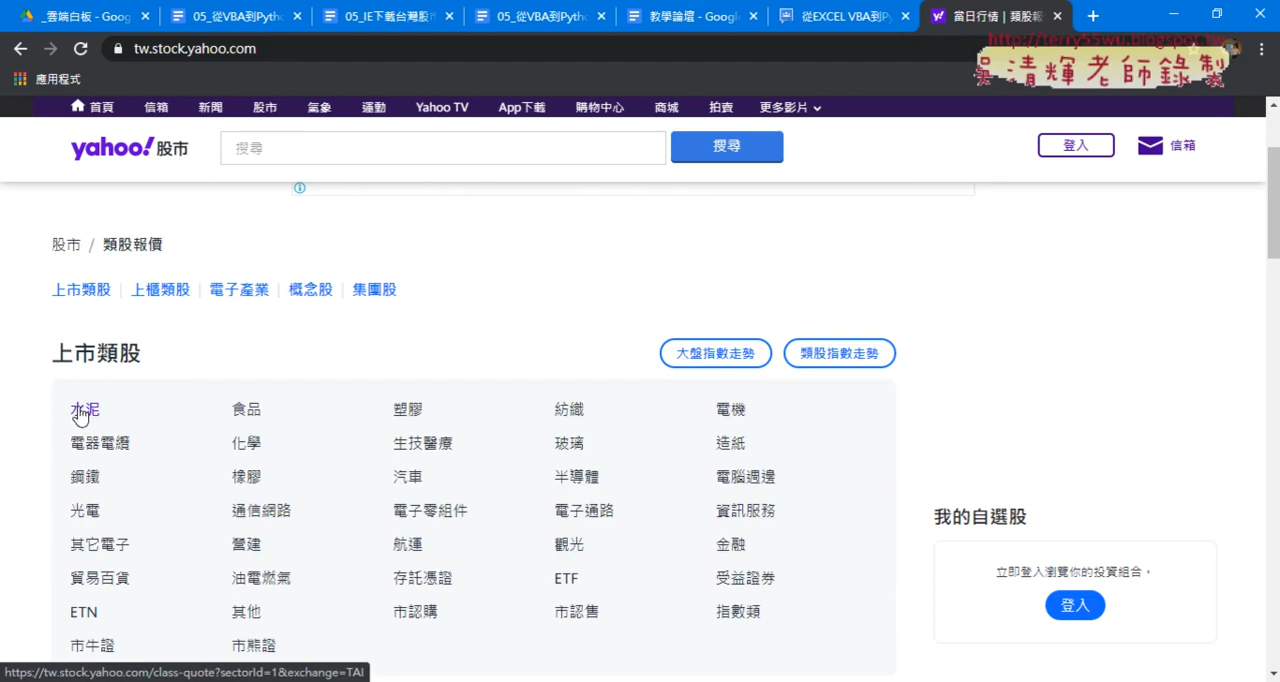 _雲端白板 - Goog
05_從VBA到Pytho
05_IE下載台灣股市
05_從VBA到Pytho
教學論壇 - Google
從EXCEL VBA到Py
當日行情 | 類股報
tw.stock.yahoo.com
http://terry55wu.blogspot.tw
吳清輝老師錄製
應用程式
首頁 信箱 新聞 股市 氣象 運動 Yahoo TV App下載 購物中心 商城 拍賣 更多影片
yahoo!股市 搜尋 搜尋 登入 信箱
股市 / 類股報價
上市類股 上櫃類股 電子產業 概念股 集團股
上市類股 大盤指數走勢 類股指數走勢
水泥 食品 塑膠 紡織 電機
電器電纜 化學 生技醫療 玻璃 造紙
鋼鐵 橡膠 汽車 半導體 電腦週邊
光電 通信網路 電子零組件 電子通路 資訊服務
其它電子 營建 航運 觀光 金融
貿易百貨 油電燃氣 存託憑證 ETF 受益證券
ETN 其他 市認購 市認售 指數類
市牛證 市熊證
我的自選股
立即登入瀏覽你的投資組合。
登入
https://tw.stock.yahoo.com/class-quote?sectorId=1&exchange=TAI